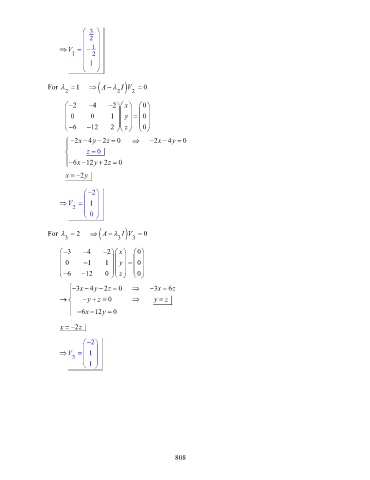 ⇒ V₁ = ( 3/2 ; −1/2 ; 1 )
For λ₂ = 1 ⇒ (A − λ₂ I) V₂ = 0
( −2 −4 −2 ; 0 0 1 ; −6 −12 2 ) ( x ; y ; z ) = ( 0 ; 0 ; 0 )
{ −2x − 4y − 2z = 0 ⇒ −2x − 4y = 0
z = 0
−6x − 12y + 2z = 0
x = −2y
⇒ V₂ = ( −2 ; 1 ; 0 )
For λ₃ = 2 ⇒ (A − λ₃ I) V₃ = 0
( −3 −4 −2 ; 0 −1 1 ; −6 −12 0 ) ( x ; y ; z ) = ( 0 ; 0 ; 0 )
→ { −3x − 4y − 2z = 0 ⇒ −3x = 6z
−y + z = 0 ⇒ y = z
−6x − 12y = 0
x = −2z
⇒ V₃ = ( −2 ; 1 ; 1 )
808